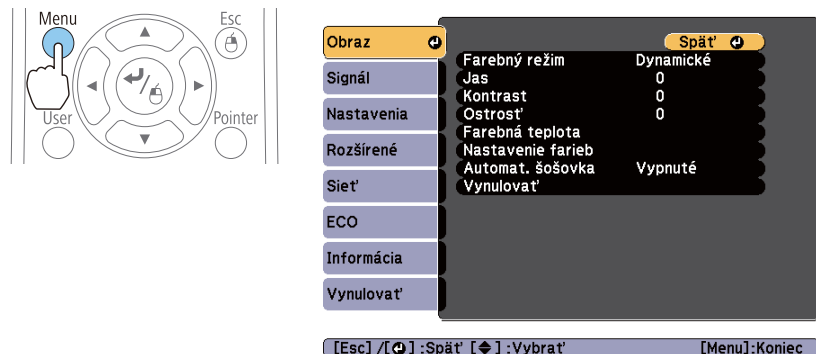 Menu
Esc
User
Pointer
Obraz
Signál
Nastavenia
Rozšírené
Sieť
ECO
Informácia
Vynulovať
Späť
Farebný režim Dynamické
Jas 0
Kontrast 0
Ostrosť 0
Farebná teplota
Nastavenie farieb
Automat. šošovka Vypnuté
Vynulovať
[Esc] /[ ] :Späť [ ] :Vybrať [Menu]:Koniec